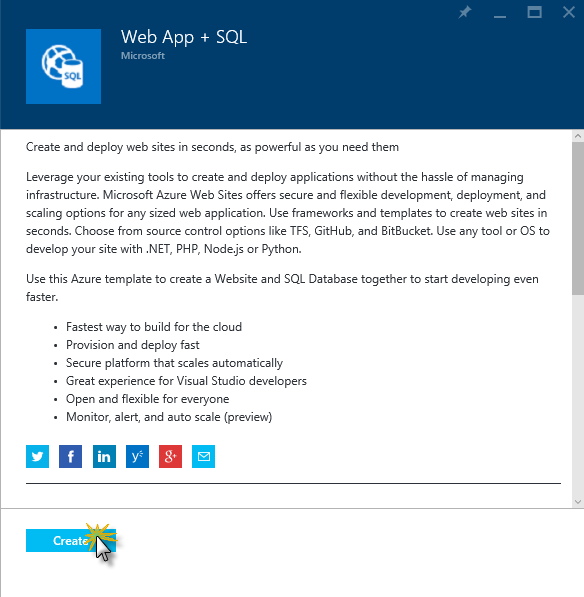 Web App + SQL
Microsoft
SQL
Create and deploy web sites in seconds, as powerful as you need them
Leverage your existing tools to create and deploy applications without the hassle of managing
infrastructure. Microsoft Azure Web Sites offers secure and flexible development, deployment, and
scaling options for any sized web application. Use frameworks and templates to create web sites in
seconds. Choose from source control options like TFS, GitHub, and BitBucket. Use any tool or OS to
develop your site with .NET, PHP, Node.js or Python.
Use this Azure template to create a Website and SQL Database together to start developing even
faster.
• Fastest way to build for the cloud
• Provision and deploy fast
• Secure platform that scales automatically
• Great experience for Visual Studio developers
• Open and flexible for everyone
• Monitor, alert, and auto scale (preview)
f in y g+
Create